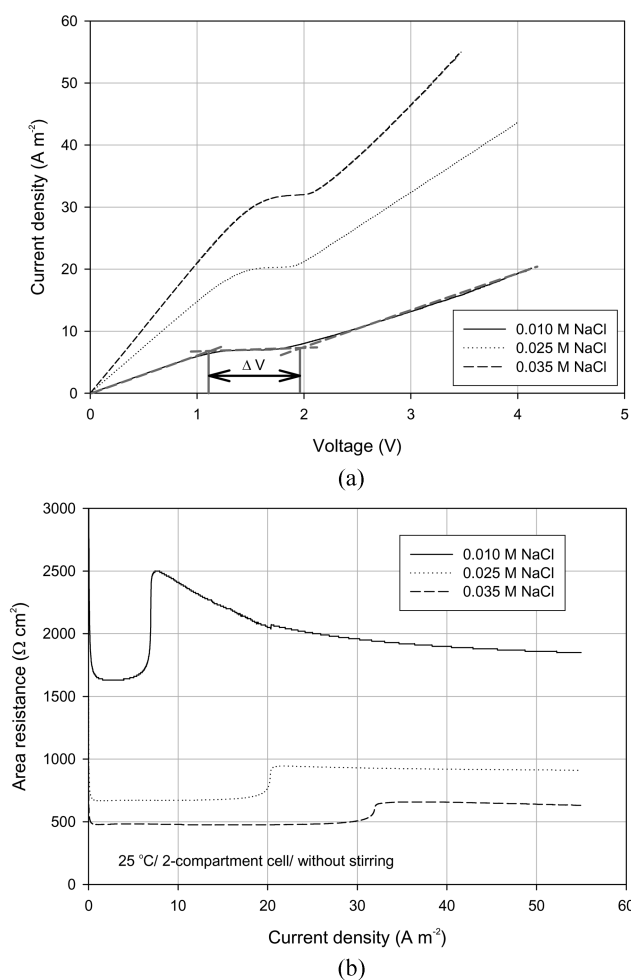 60
50
40
30
20
10
0
Current density (A m⁻²)
Δ V
0.010 M NaCl
0.025 M NaCl
0.035 M NaCl
0 1 2 3 4 5
Voltage (V)
(a)
3000
2500
2000
1500
1000
500
0
Area resistance (Ω cm²)
0.010 M NaCl
0.025 M NaCl
0.035 M NaCl
25 °C/ 2-compartment cell/ without stirring
0 10 20 30 40 50 60
Current density (A m⁻²)
(b)